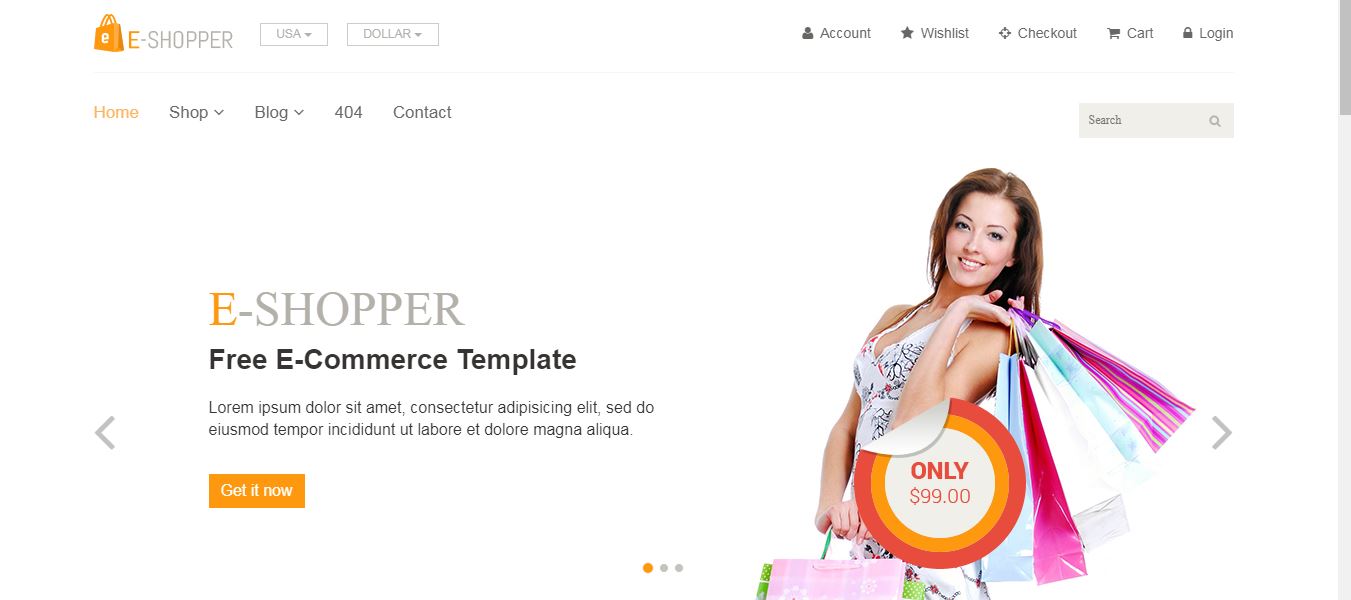 e E-SHOPPER
USA
DOLLAR
Account
Wishlist
Checkout
Cart
Login
Home
Shop
Blog
404
Contact
Search
E-SHOPPER
Free E-Commerce Template
Lorem ipsum dolor sit amet, consectetur adipisicing elit, sed do
eiusmod tempor incididunt ut labore et dolore magna aliqua.
Get it now
ONLY
$99.00